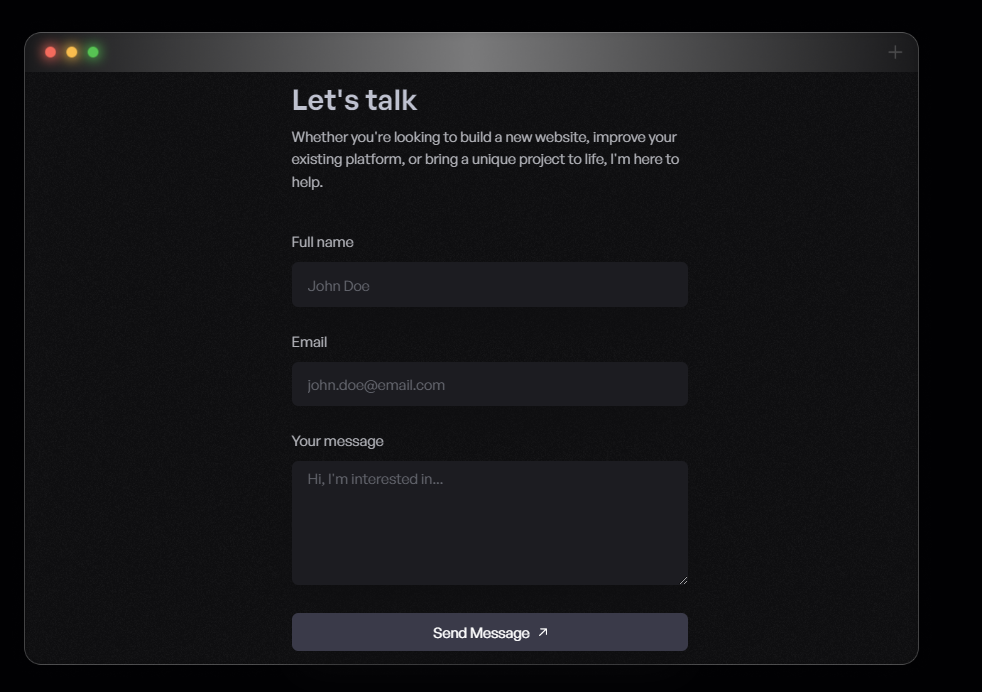 Let's talk
Whether you're looking to build a new website, improve your
existing platform, or bring a unique project to life, I'm here to
help.
Full name
John Doe
Email
john.doe@email.com
Your message
Hi, I'm interested in...
Send Message